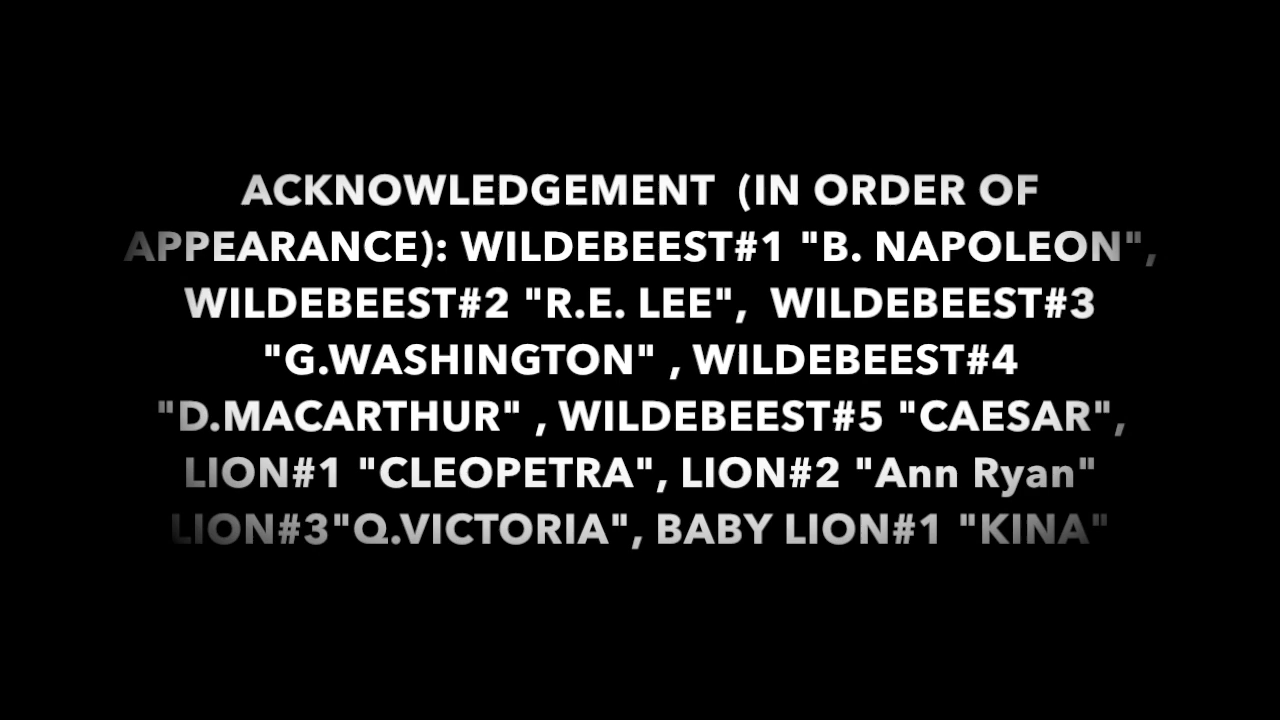 ACKNOWLEDGEMENT  (IN ORDER OF
APPEARANCE): WILDEBEEST#1 "B. NAPOLEON",
WILDEBEEST#2 "R.E. LEE",  WILDEBEEST#3
"G.WASHINGTON" , WILDEBEEST#4
"D.MACARTHUR" , WILDEBEEST#5 "CAESAR",
LION#1 "CLEOPETRA", LION#2 "Ann Ryan"
LION#3"Q.VICTORIA", BABY LION#1 "KINA"